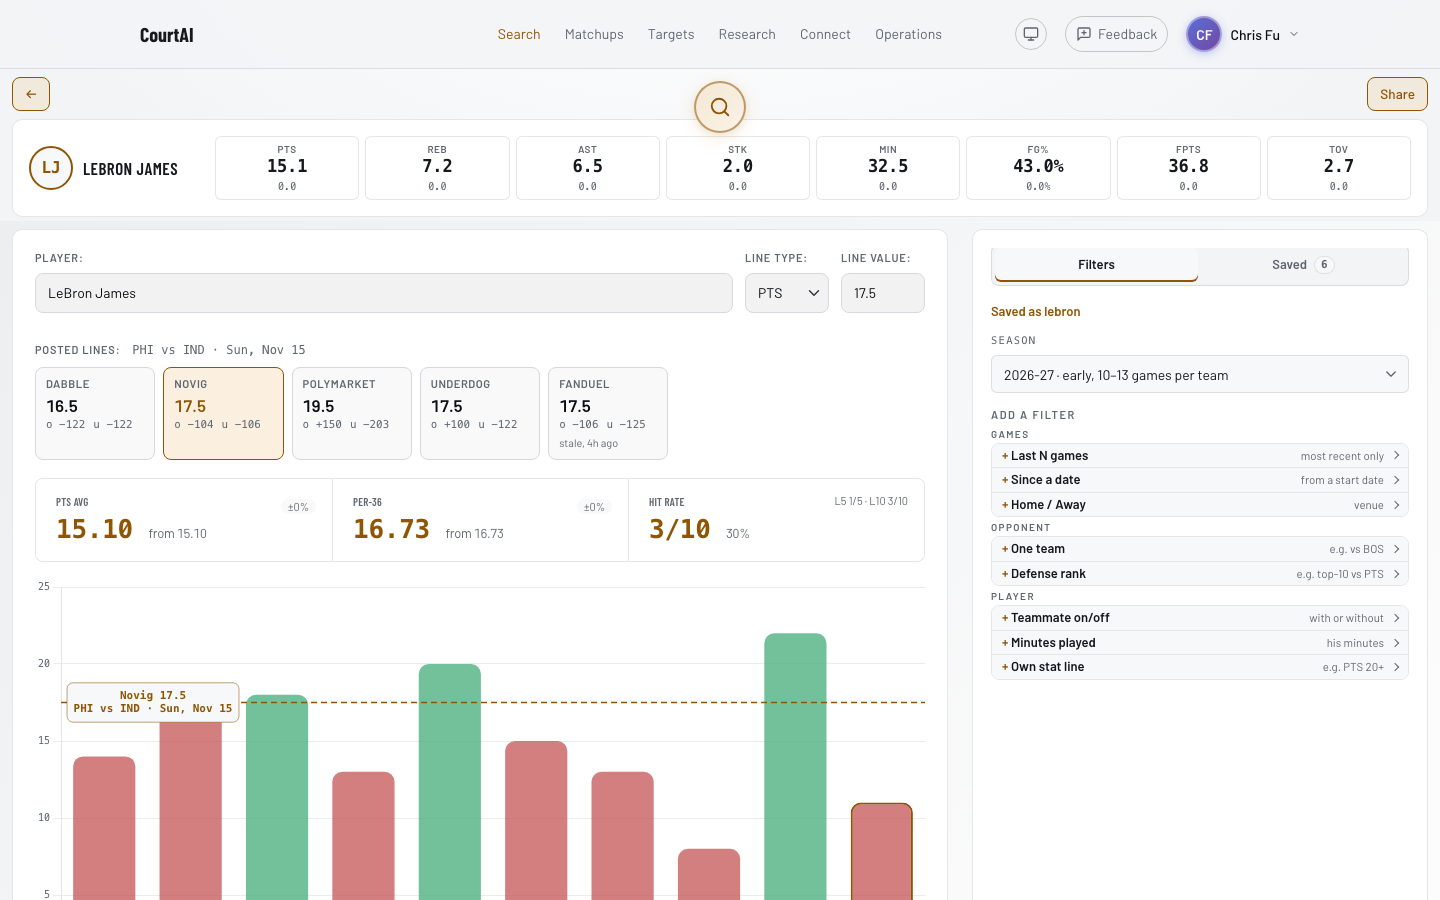 CourtAI
Search Matchups Targets Research Connect Operations
Feedback
CF Chris Fu
←
Share
LJ LEBRON JAMES
PTS 15.1 0.0
REB 7.2 0.0
AST 6.5 0.0
STK 2.0 0.0
MIN 32.5 0.0
FG% 43.0% 0.0%
FPTS 36.8 0.0
TOV 2.7 0.0
PLAYER: LINE TYPE: LINE VALUE:
LeBron James PTS 17.5
POSTED LINES: PHI vs IND · Sun, Nov 15
DABBLE
16.5
o −122 u −122
NOVIG
17.5
o −104 u −106
POLYMARKET
19.5
o +150 u −203
UNDERDOG
17.5
o +100 u −122
FANDUEL
17.5
o −106 u −125
stale, 4h ago
PTS AVG ±0%
15.10 from 15.10
PER-36 ±0%
16.73 from 16.73
HIT RATE L5 1/5 · L10 3/10
3/10 30%
25
20
Novig 17.5
PHI vs IND · Sun, Nov 15
15
10
5
Filters Saved 6
Saved as lebron
SEASON
2026-27 · early, 10–13 games per team
ADD A FILTER
GAMES
+ Last N games most recent only
+ Since a date from a start date
+ Home / Away venue
OPPONENT
+ One team e.g. vs BOS
+ Defense rank e.g. top-10 vs PTS
PLAYER
+ Teammate on/off with or without
+ Minutes played his minutes
+ Own stat line e.g. PTS 20+